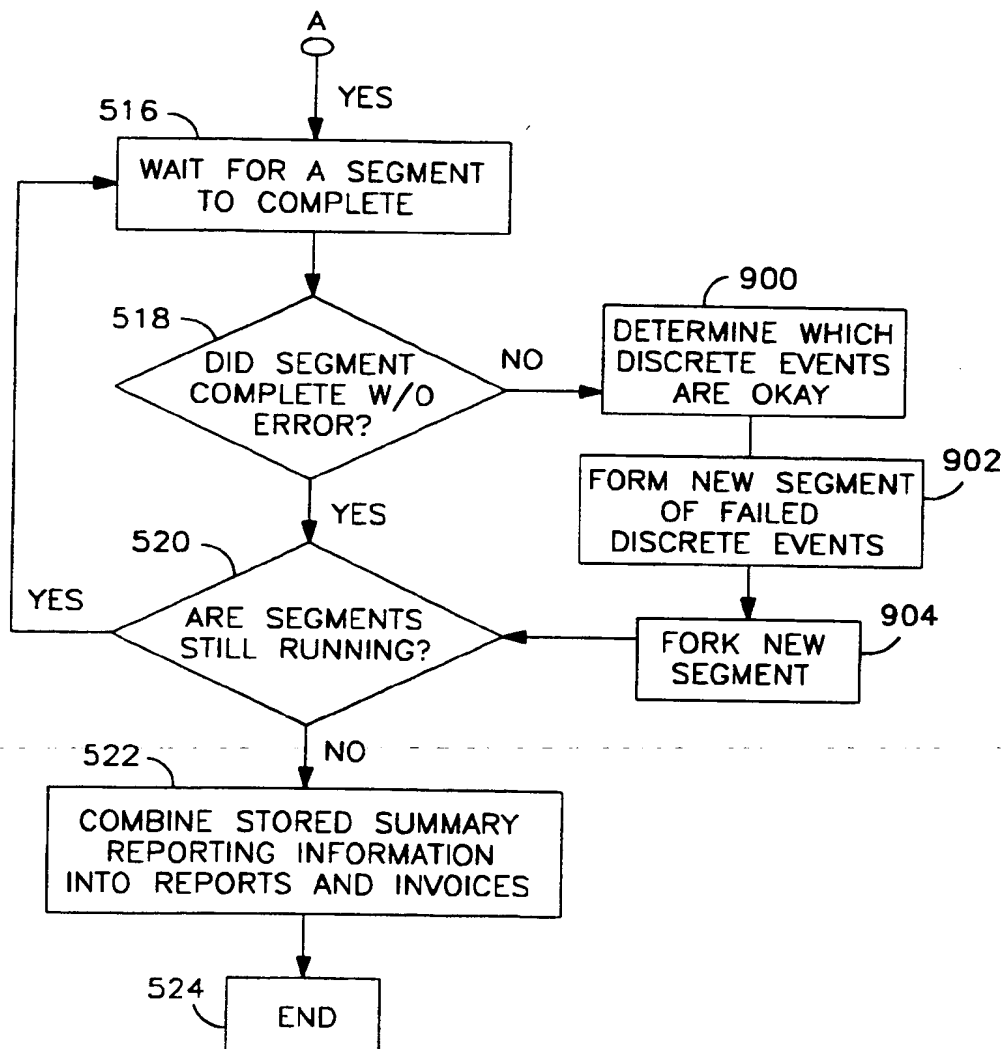 A
YES
516
WAIT FOR A SEGMENT
TO COMPLETE
518
DID SEGMENT
COMPLETE W/O
ERROR?
NO
900
DETERMINE WHICH
DISCRETE EVENTS
ARE OKAY
902
FORM NEW SEGMENT
OF FAILED
DISCRETE EVENTS
YES
520
YES
ARE SEGMENTS
STILL RUNNING?
904
FORK NEW
SEGMENT
NO
522
COMBINE STORED SUMMARY
REPORTING INFORMATION
INTO REPORTS AND INVOICES
524
END